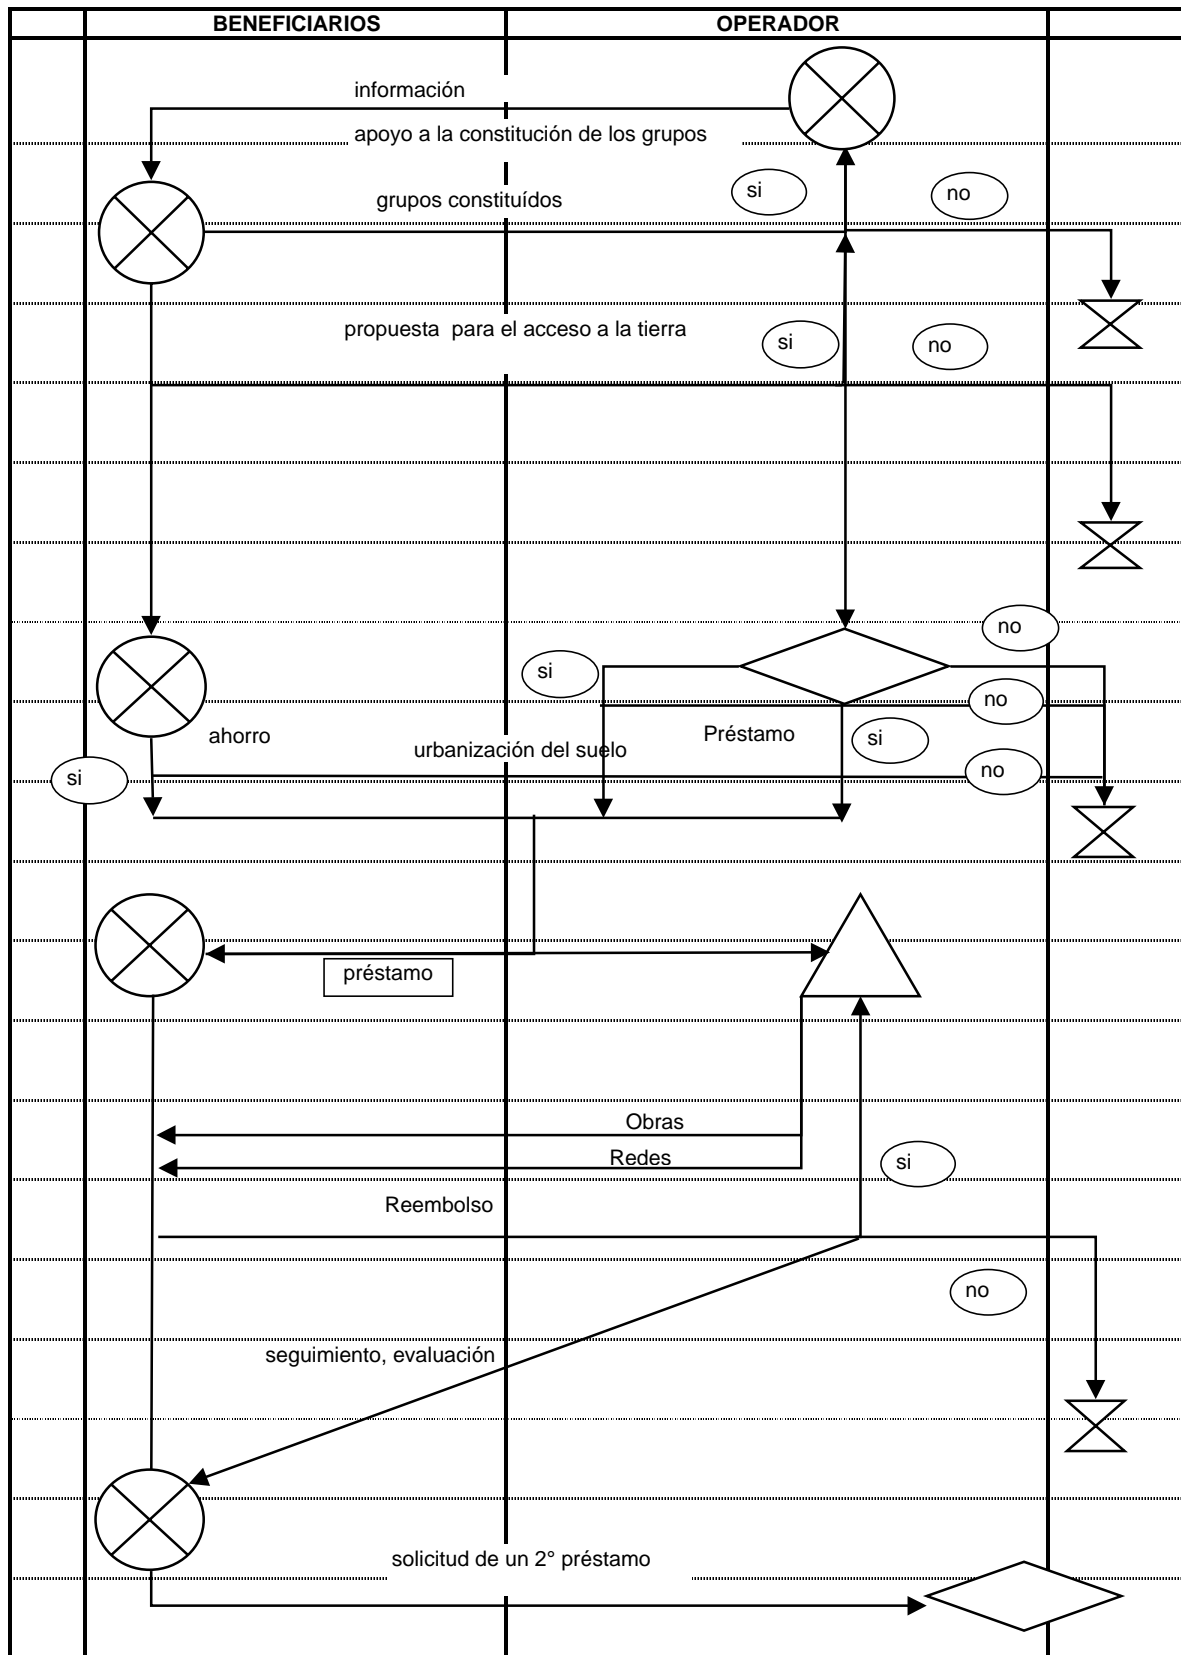 BENEFICIARIOS
OPERADOR
información
apoyo a la constitución de los grupos
si
no
grupos constituídos
propuesta para el acceso a la tierra
si
no
no
si
no
ahorro
urbanización del suelo
Préstamo
si
si
no
préstamo
Obras
Redes
si
Reembolso
no
seguimiento, evaluación
solicitud de un 2° préstamo